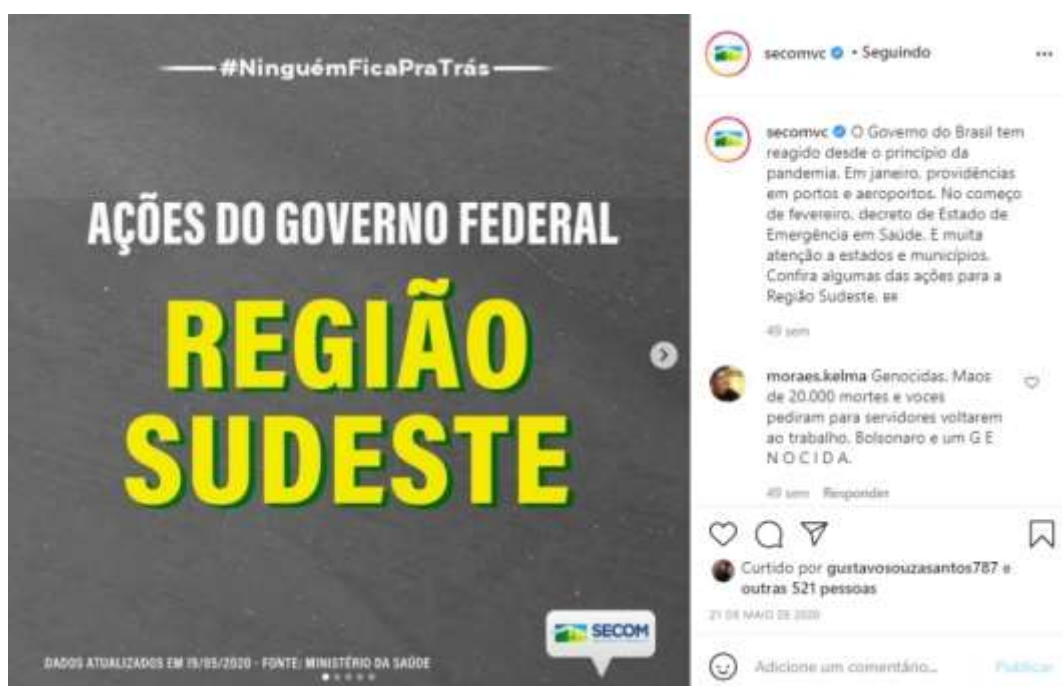 #NinguémFicaPraTrás
AÇÕES DO GOVERNO FEDERAL
REGIÃO
SUDESTE
SECOM
DADOS ATUALIZADOS EM 19/05/2020 - FONTE: MINISTÉRIO DA SAÚDE
secomvc • Seguindo
secomvc O Governo do Brasil tem
reagido desde o princípio da
pandemia. Em janeiro, providências
em portos e aeroportos. No começo
de fevereiro, decreto de Estado de
Emergência em Saúde. E muita
atenção a estados e municípios.
Confira algumas das ações para a
Região Sudeste. BR
49 sem
moraes.kelma Genocidas. Maos
de 20.000 mortes e voces
pediram para servidores voltarem
ao trabalho. Bolsonaro e um G E
N O C I D A.
49 sem Responder
Curtido por gustavosouzasantos787 e
outras 521 pessoas
21 DE MAIO DE 2020
Adicione um comentário... Publicar